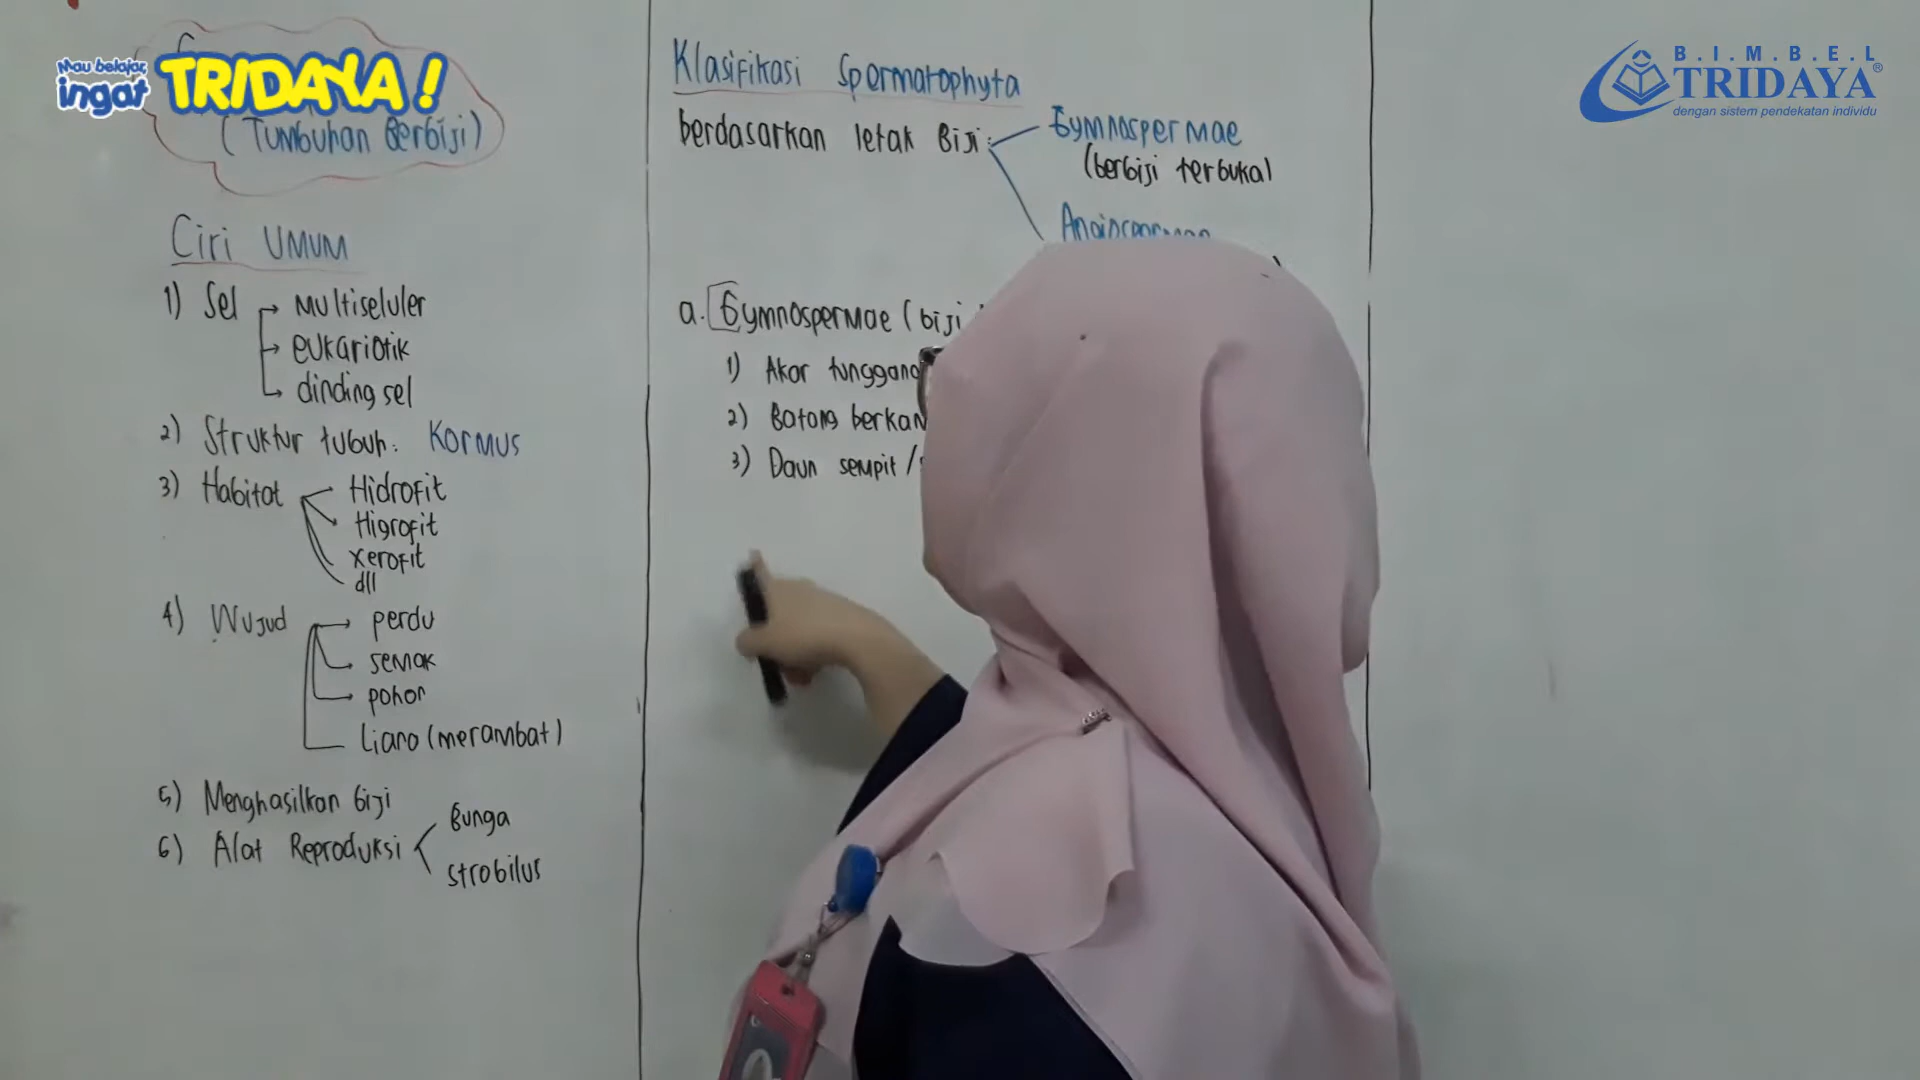 Mau belajar,
ingat TRIDAYA!
(Tumbuhan Berbiji)
Ciri Umum
1) Sel
Multiseluler
eukariotik
dinding sel
2) Struktur tubuh: Kormus
3) Habitat
Hidrofit
Higrofit
Xerofit
dll
4) Wujud
perdu
semak
pohon
Liana (merambat)
5) Menghasilkan biji
6) Alat Reproduksi
Bunga
strobilus
Klasifikasi Spermatophyta
berdasarkan letak Biji:
Gymnospermae
(berbiji terbuka)
Angiospermae
a. Gymnospermae (biji
1) Akar tunggang
2) Batang berkam
3) Daun sempit /
B.I.M.B.E.L
TRIDAYA®
dengan sistem pendekatan individu